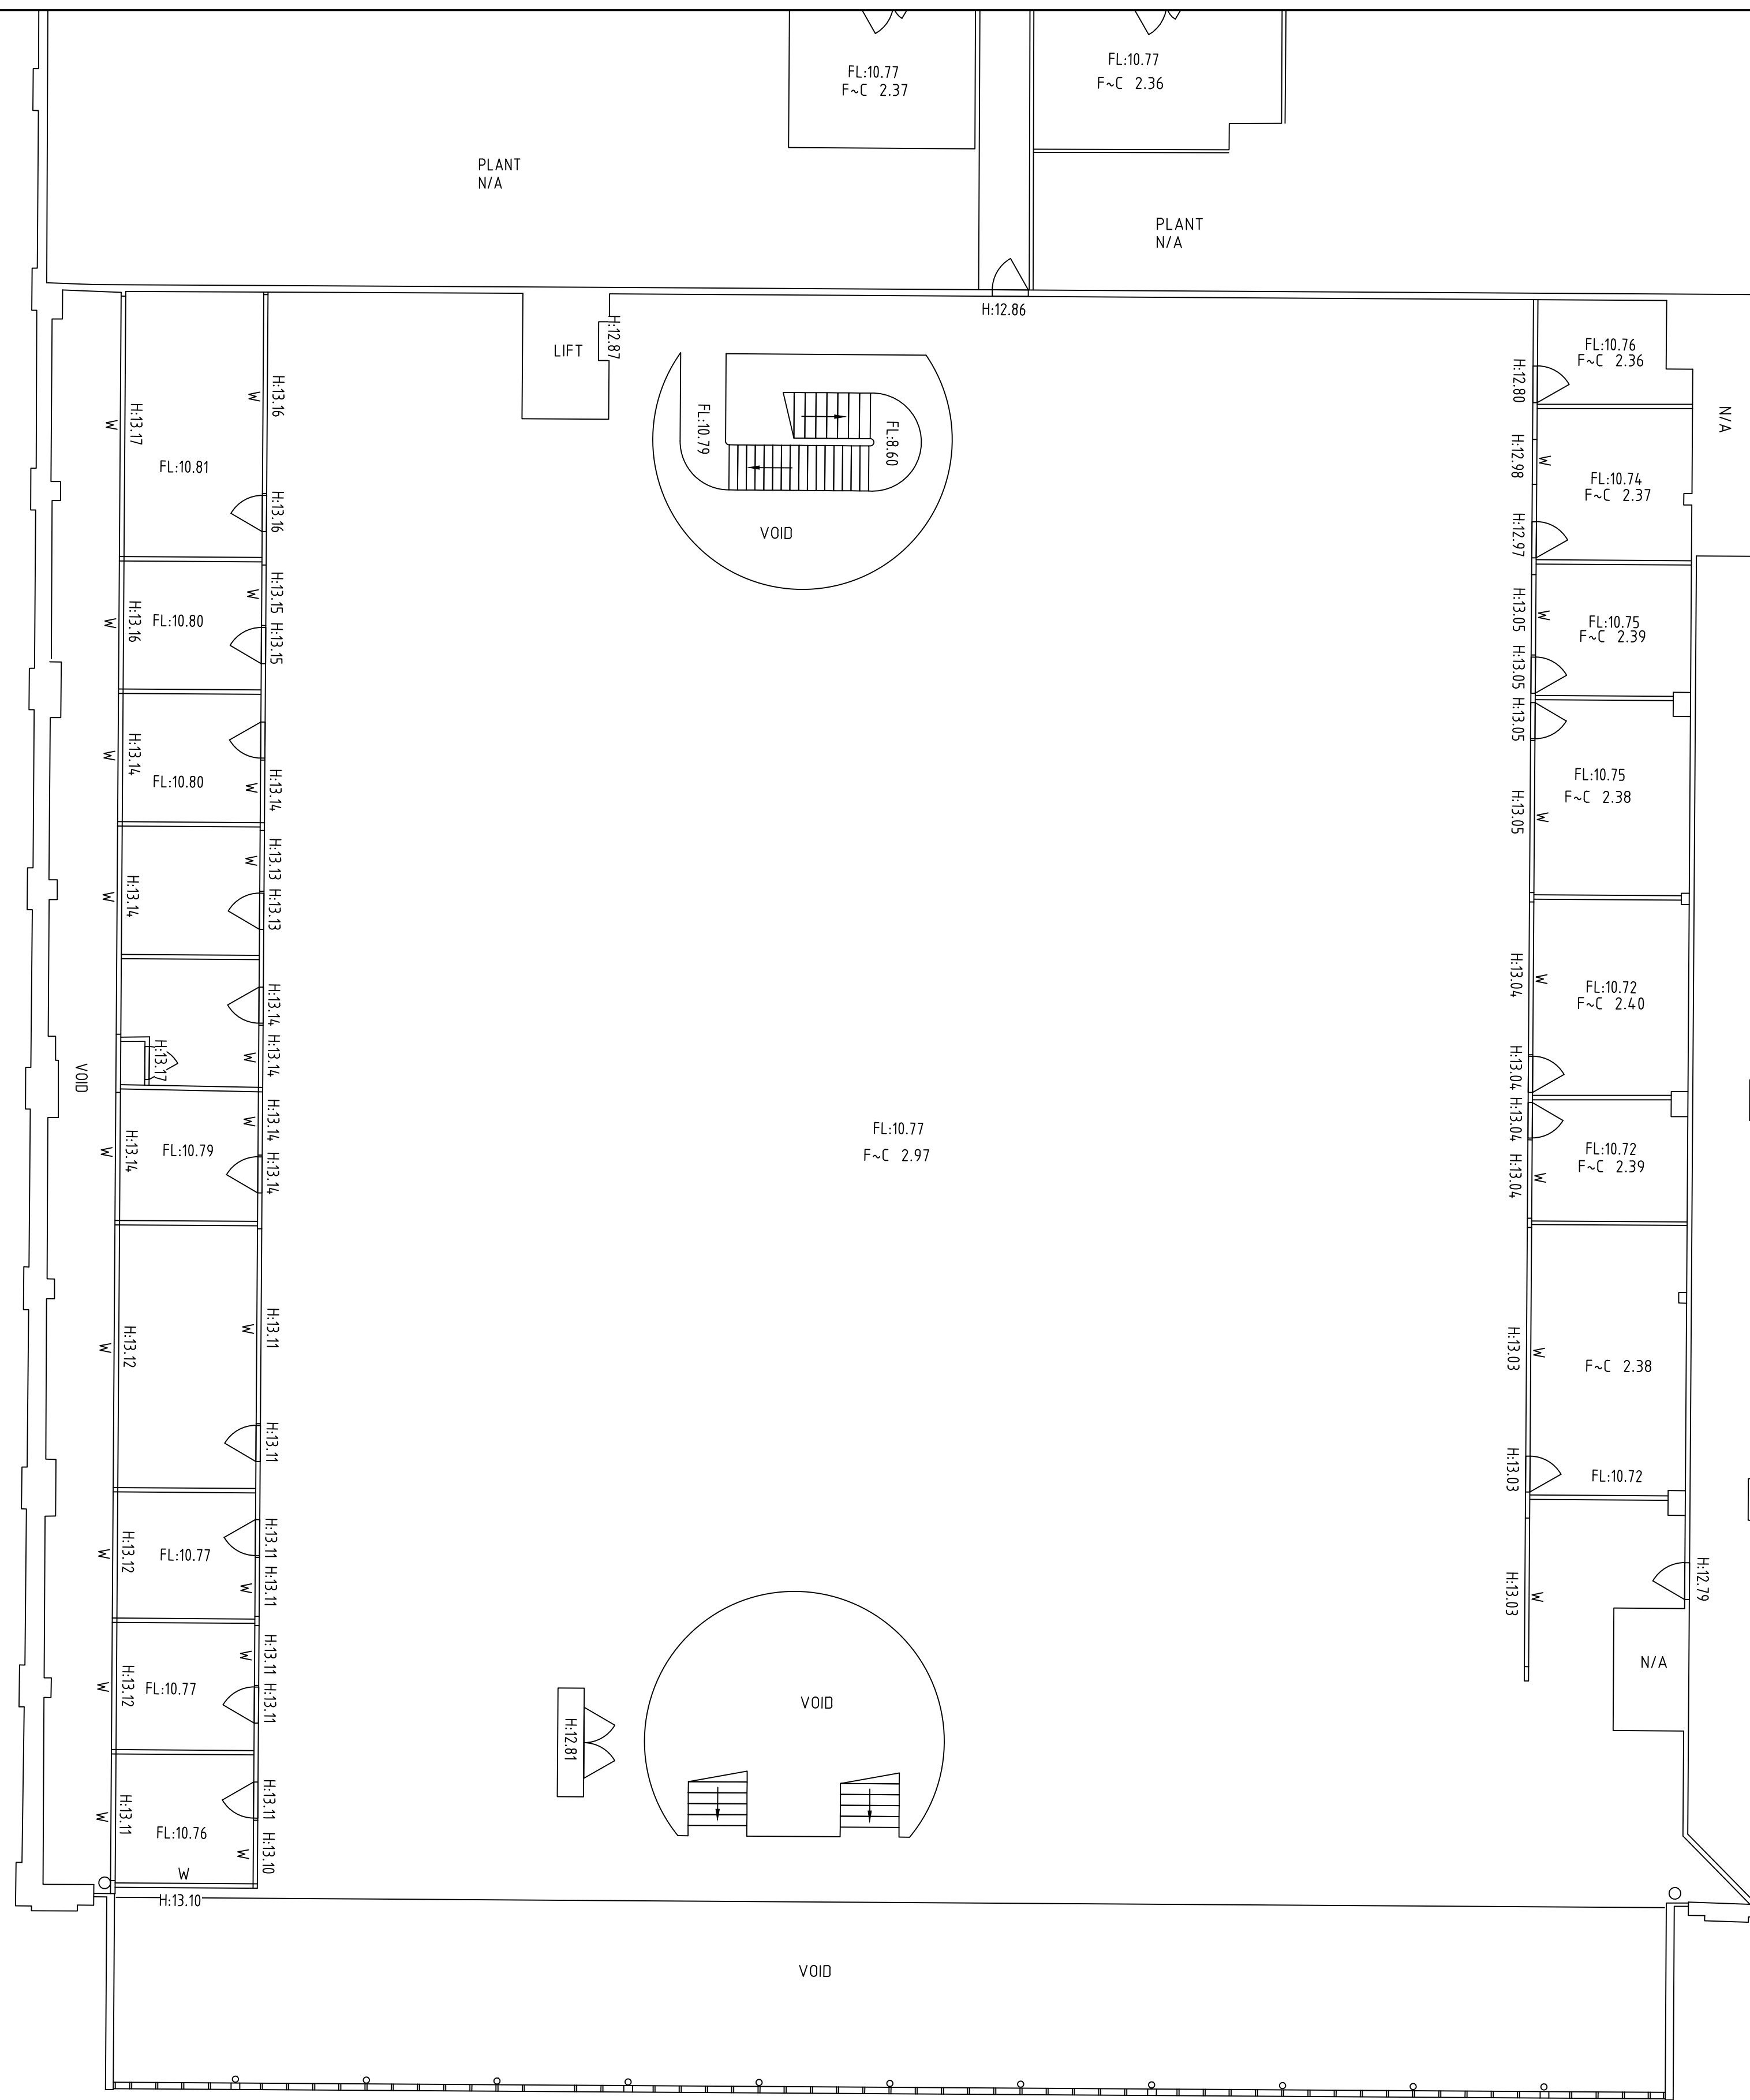 FL:10.77
F~C 2.37
FL:10.77
F~C 2.36
PLANT
N/A
PLANT
N/A
H:12.86
LIFT
H:12.87
FL:10.79
FL:8.60
VOID
H:13.17
W
FL:10.81
W
H:13.16
H:13.16
H:13.16
W
FL:10.80
W
H:13.15
H:13.15
H:13.14
W
FL:10.80
W
H:13.14
H:13.14
W
W
H:13.13
H:13.13
H:13.14
H:13.17
W
H:13.14
VOID
H:13.14
W
FL:10.79
W
H:13.14
H:13.14
H:13.12
W
W
H:13.11
H:13.11
H:13.12
W
FL:10.77
H:13.11
W
H:13.11
H:13.12
W
FL:10.77
W
H:13.11
H:13.11
H:13.11
W
FL:10.76
H:13.11
W
H:13.10
W
H:13.10
FL:10.77
F~C 2.97
H:12.81
VOID
VOID
H:12.80
FL:10.76
F~C 2.36
N/A
H:12.98
W
FL:10.74
F~C 2.37
H:12.97
H:13.05
W
FL:10.75
F~C 2.39
H:13.05
H:13.05
FL:10.75
F~C 2.38
H:13.05
W
H:13.04
W
FL:10.72
F~C 2.40
H:13.04
H:13.04
FL:10.72
F~C 2.39
H:13.04
W
H:13.03
W
F~C 2.38
H:13.03
FL:10.72
H:13.03
W
H:12.79
N/A